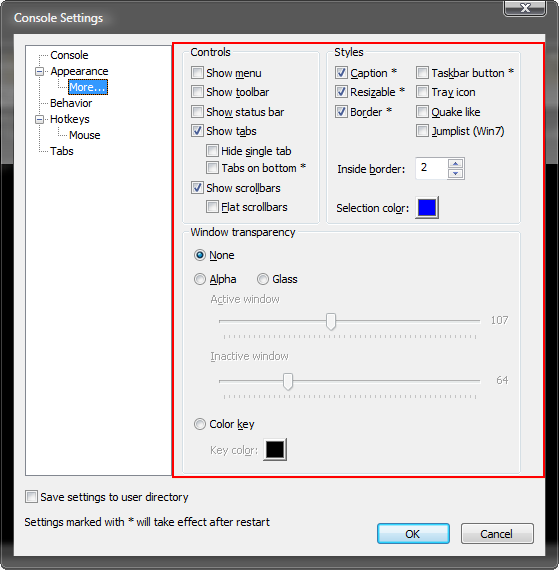 Console Settings
Console
Appearance
More...
Behavior
Hotkeys
Mouse
Tabs
Controls
Show menu
Show toolbar
Show status bar
Show tabs
Hide single tab
Tabs on bottom *
Show scrollbars
Flat scrollbars
Styles
Caption *
Resizable *
Border *
Taskbar button *
Tray icon
Quake like
Jumplist (Win7)
Inside border: 2
Selection color:
Window transparency
None
Alpha Glass
Active window
107
Inactive window
64
Color key
Key color:
Save settings to user directory
Settings marked with * will take effect after restart
OK Cancel